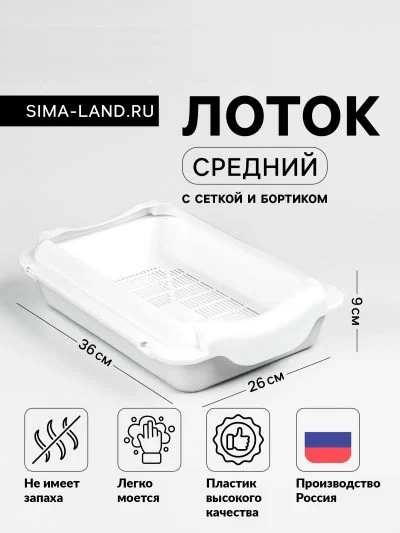 SIMA-LAND.RU
ЛОТОК
СРЕДНИЙ
С СЕТКОЙ И БОРТИКОМ
9 см
36 см
26 см
Не имеет
запаха
Легко
моется
Пластик
высокого
качества
Производство
Россия